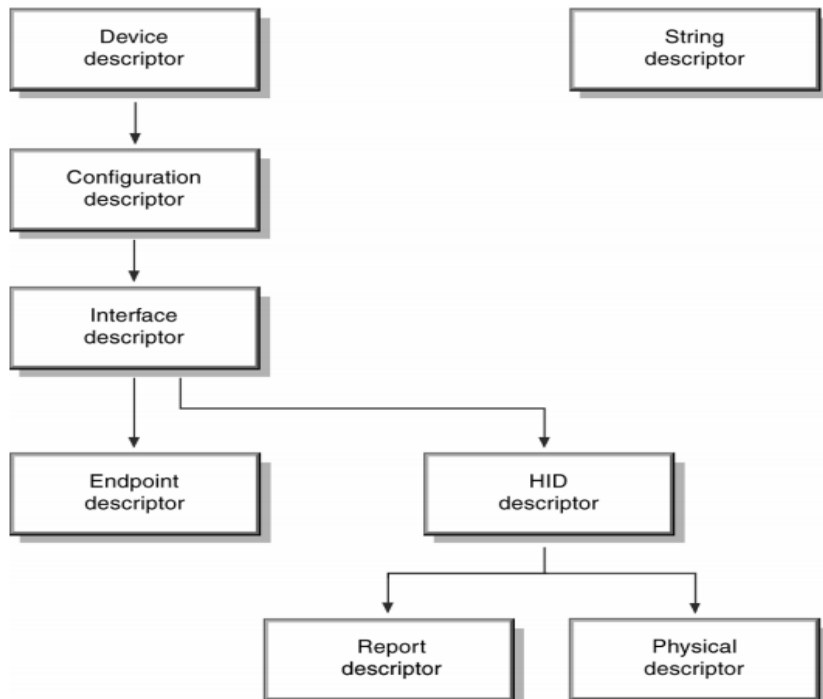 Device
descriptor
String
descriptor
Configuration
descriptor
Interface
descriptor
Endpoint
descriptor
HID
descriptor
Report
descriptor
Physical
descriptor